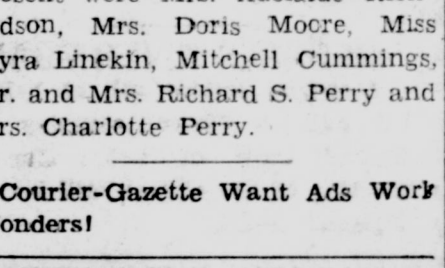 dson, Mrs. Doris Moore, Miss
yra Linekin, Mitchell Cummings,
r. and Mrs. Richard S. Perry and
rs. Charlotte Perry.
Courier-Gazette Want Ads Work
onders!